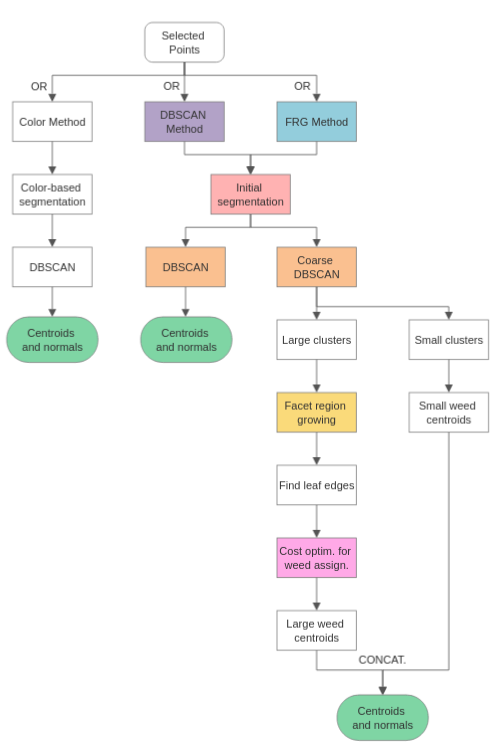 Selected
Points
OR
OR
OR
Color Method
DBSCAN
Method
FRG Method
Color-based
segmentation
Initial
segmentation
DBSCAN
DBSCAN
Coarse
DBSCAN
Centroids
and normals
Centroids
and normals
Large clusters
Small clusters
Facet region
growing
Small weed
centroids
Find leaf edges
Cost optim. for
weed assign.
Large weed
centroids
CONCAT.
Centroids
and normals